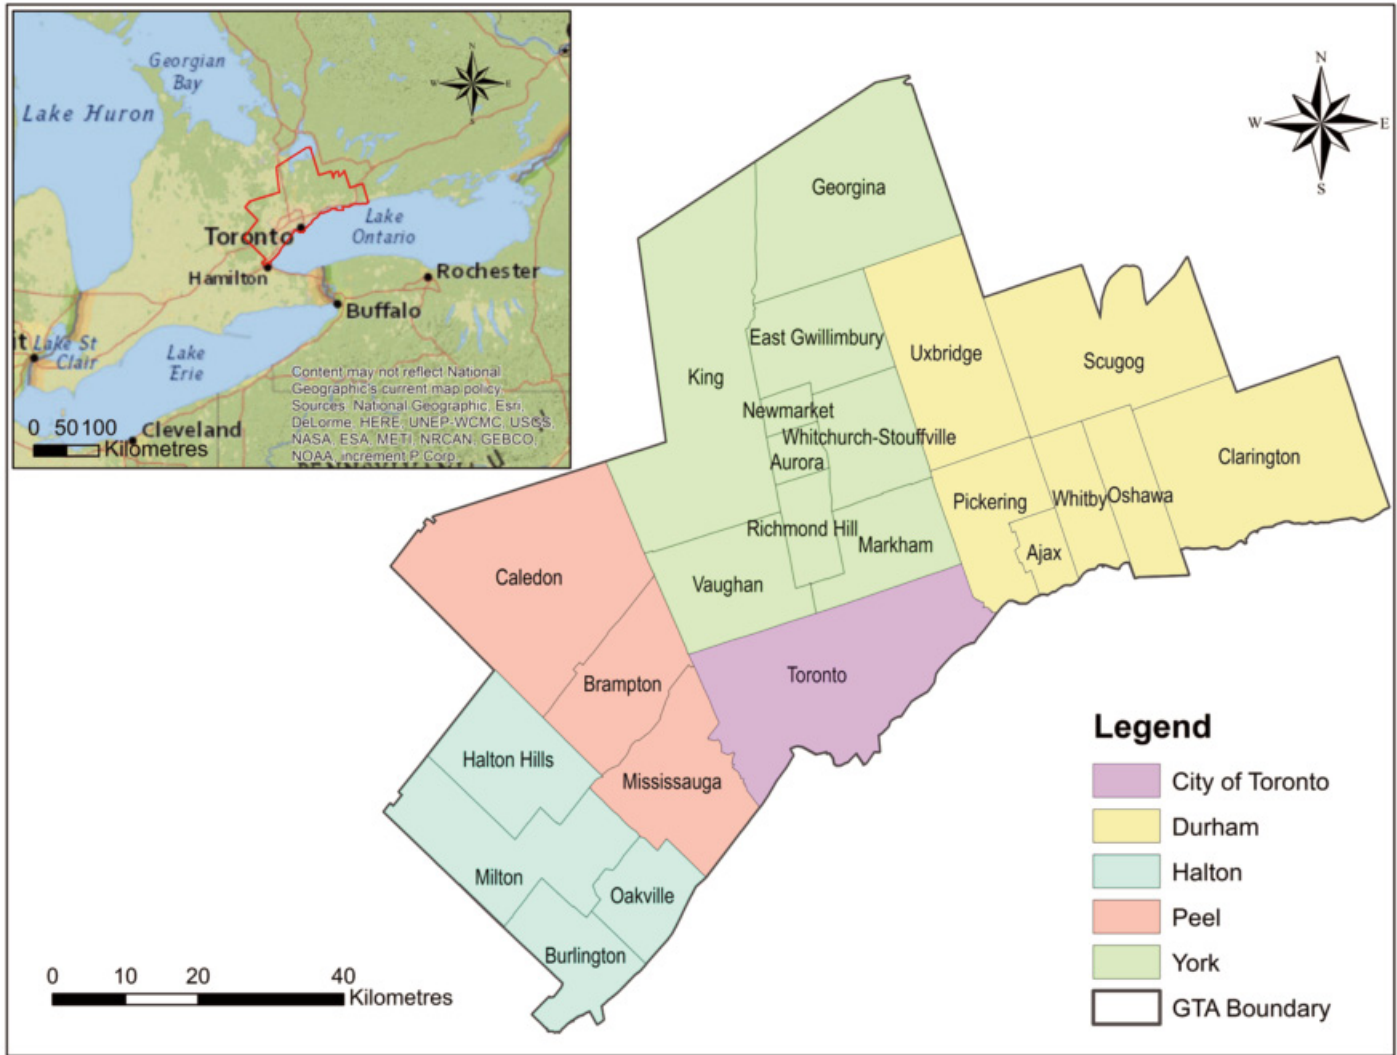 Georgian
Bay
Lake Huron
N
W
E
S
Toronto
Lake
Ontario
Hamilton
Rochester
Buffalo
it
Lake St
Clair
Lake
Erie
Content may not reflect National
Geographic's current map policy.
Sources: National Geographic, Esri,
DeLorme, HERE, UNEP-WCMC, USGS,
NASA, ESA, METI, NRCAN, GEBCO,
NOAA, increment P Corp.
0 50 100
Kilometres
Cleveland
N
W
E
S
Georgina
East Gwillimbury
Uxbridge
Scugog
King
Newmarket
Whitchurch-Stouffville
Aurora
Clarington
Pickering
Whitby
Oshawa
Richmond Hill
Markham
Ajax
Caledon
Vaughan
Brampton
Toronto
Halton Hills
Mississauga
Milton
Oakville
Burlington
Legend
City of Toronto
Durham
Halton
Peel
York
GTA Boundary
0 10 20 40
Kilometres